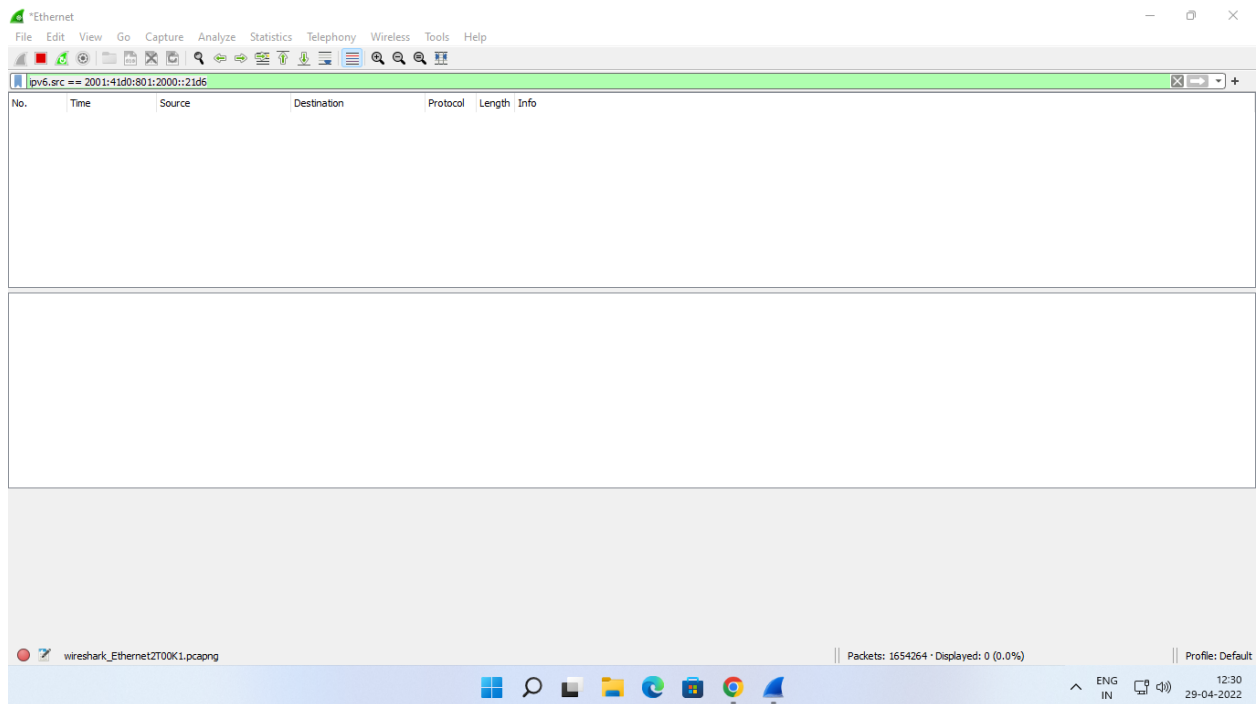 *Ethernet
File Edit View Go Capture Analyze Statistics Telephony Wireless Tools Help
ipv6.src == 2001:41d0:801:2000::21d6
No. Time Source Destination Protocol Length Info
wireshark_Ethernet2T00K1.pcapng Packets: 1654264 · Displayed: 0 (0.0%) Profile: Default
ENG 12:30
IN 29-04-2022